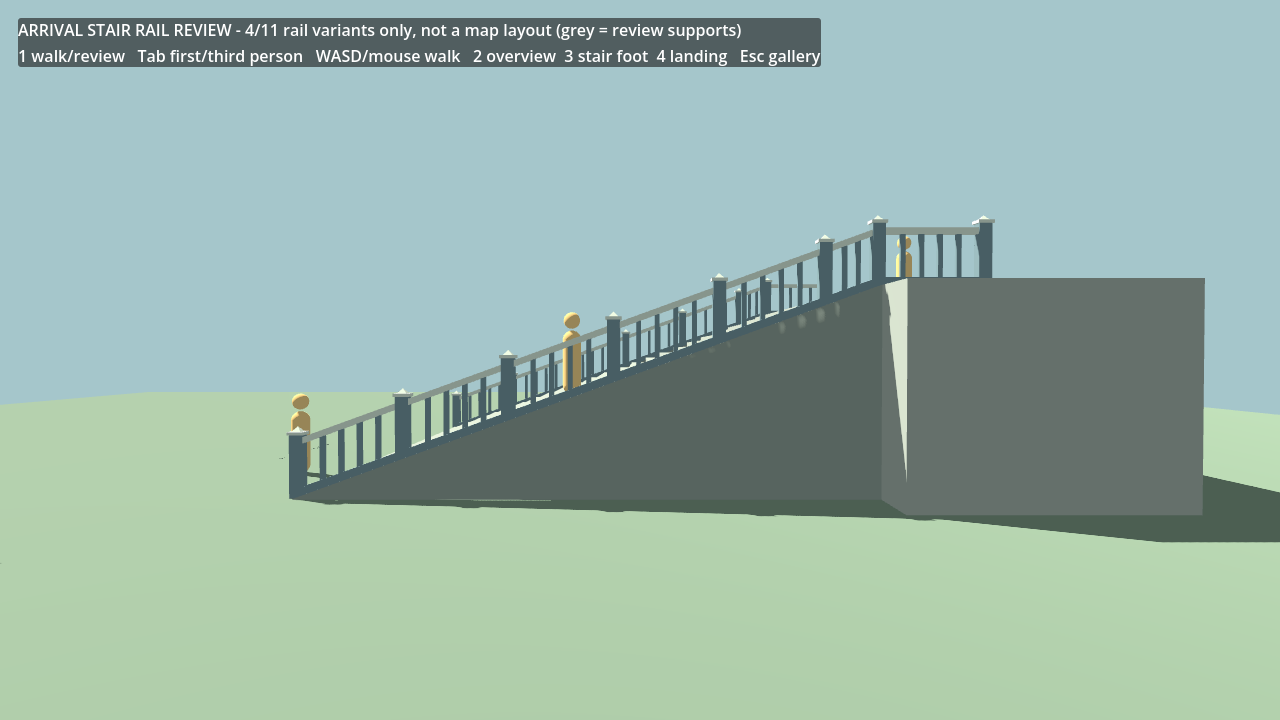 ARRIVAL STAIR RAIL REVIEW - 4/11 rail variants only, not a map layout (grey = review supports)
1 walk/review   Tab first/third person   WASD/mouse walk   2 overview  3 stair foot  4 landing   Esc gallery